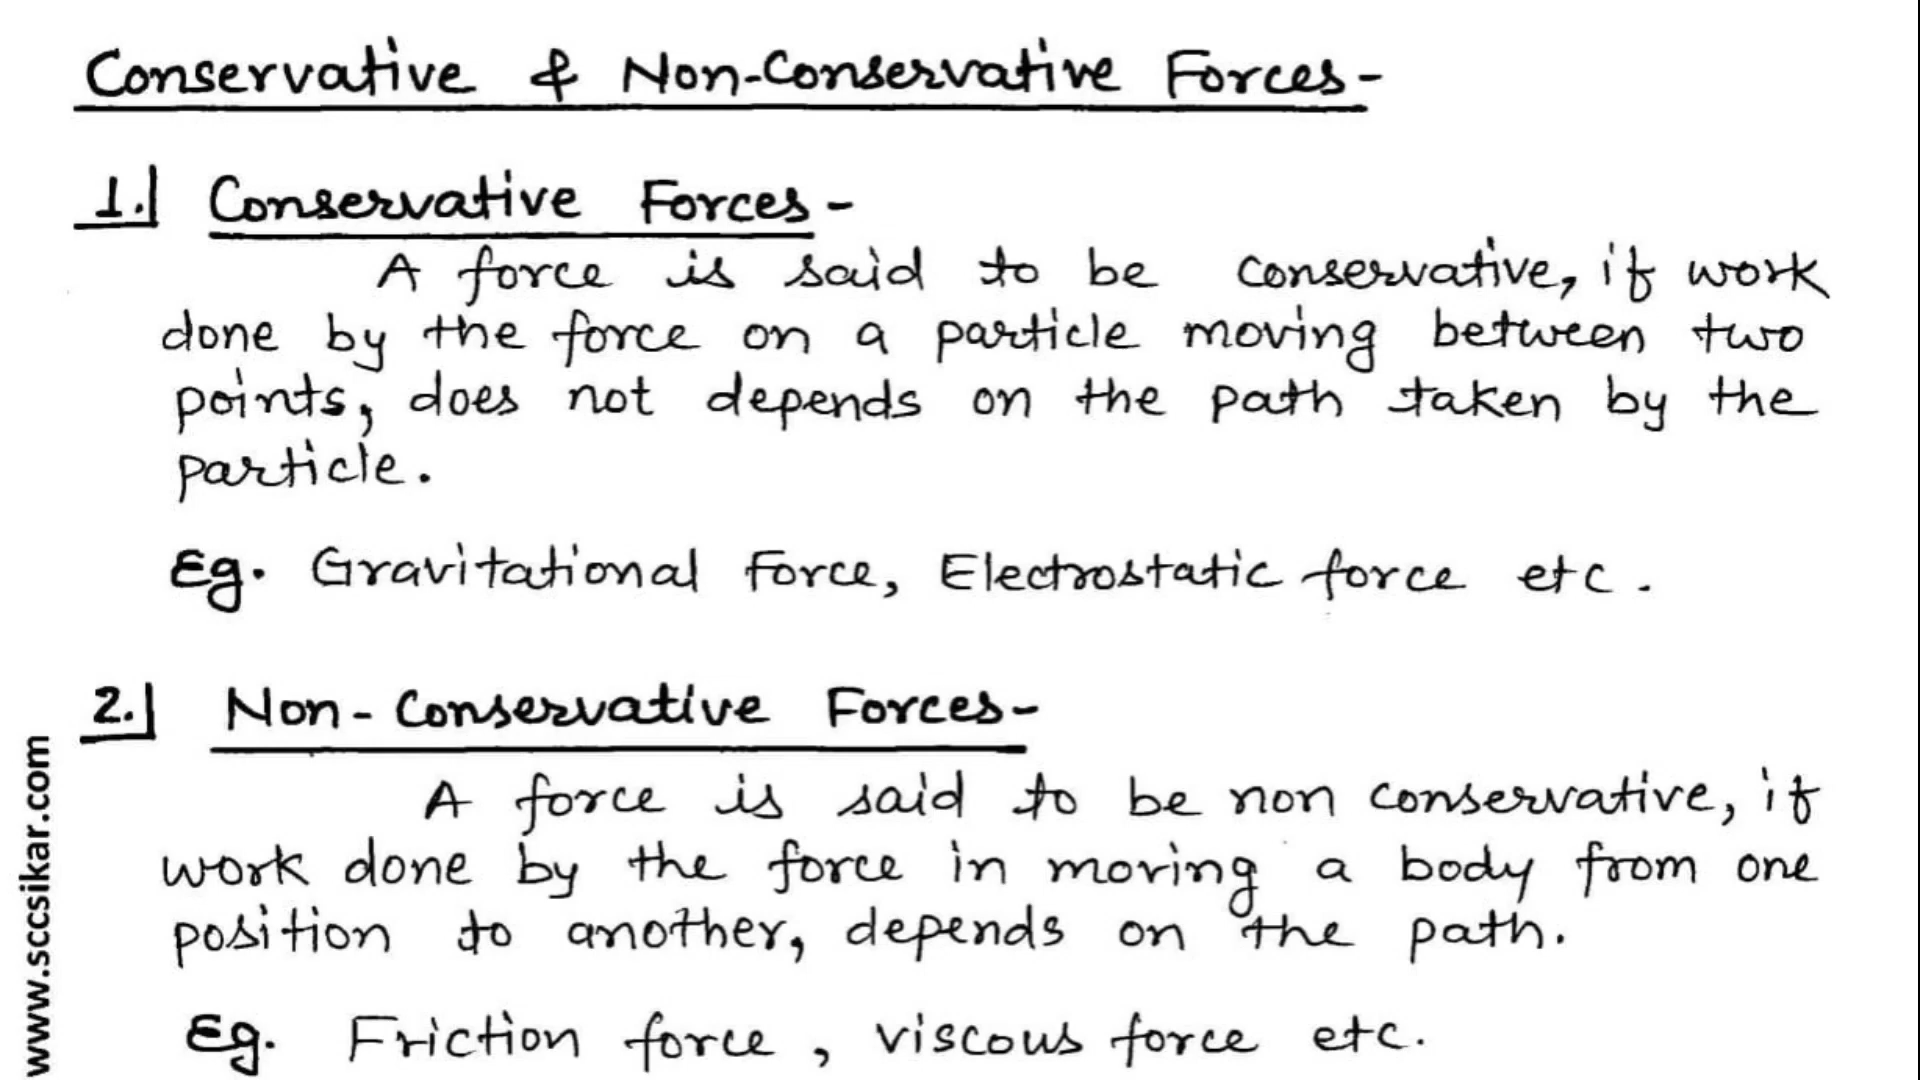 Conservative & Non-Conservative Forces-
1.] Conservative Forces-
A force is said to be conservative, if work
done by the force on a particle moving between two
points, does not depends on the path taken by the
particle.
Eg. Gravitational Force, Electrostatic force etc.
2.] Non-Conservative Forces-
A force is said to be non conservative, if
work done by the force in moving a body from one
position to another, depends on the path.
Eg. Friction force, viscous force etc.
www.sccsikar.com